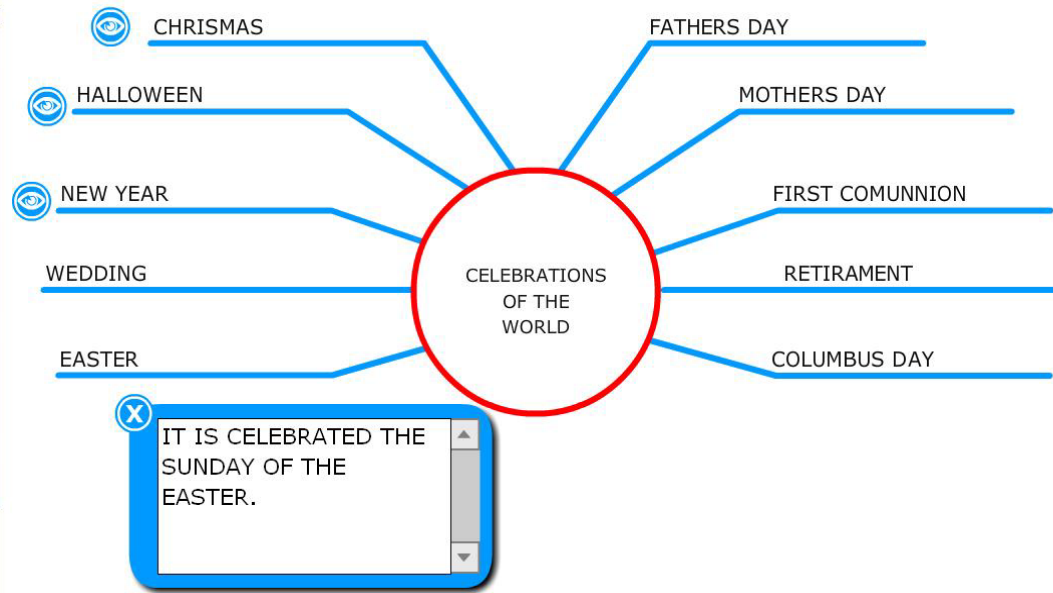 CHRISMAS
FATHERS DAY
HALLOWEEN
MOTHERS DAY
NEW YEAR
FIRST COMUNNION
WEDDING
RETIRAMENT
CELEBRATIONS
OF THE
WORLD
EASTER
COLUMBUS DAY
X
IT IS CELEBRATED THE
SUNDAY OF THE
EASTER.